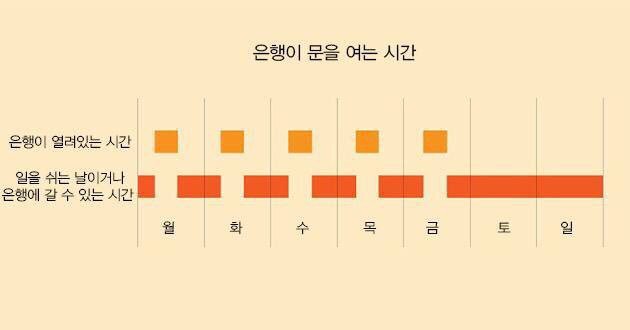 은행이 문을 여는 시간
은행이 열려있는 시간
일을 쉬는 날이거나
은행에 갈 수 있는 시간
월 화 수 목 금 토 일